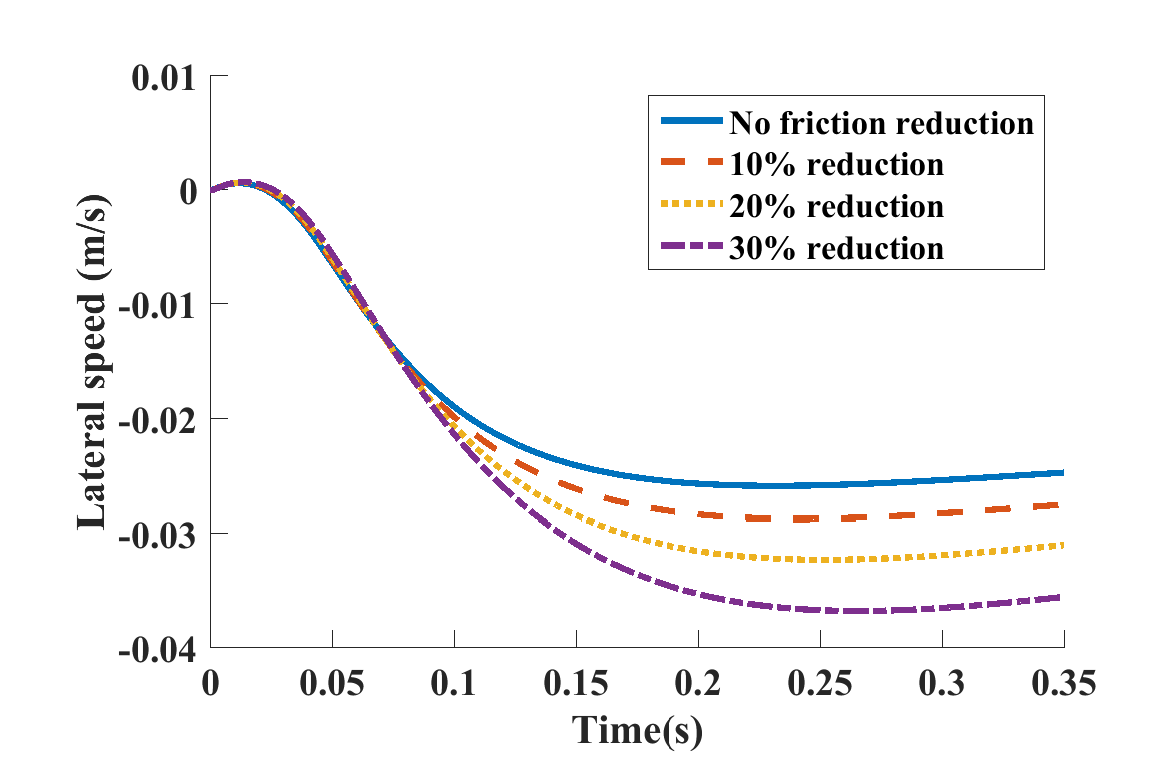 0.01
0
-0.01
-0.02
-0.03
-0.04
Lateral speed (m/s)
No friction reduction
10% reduction
20% reduction
30% reduction
0 0.05 0.1 0.15 0.2 0.25 0.3 0.35
Time(s)